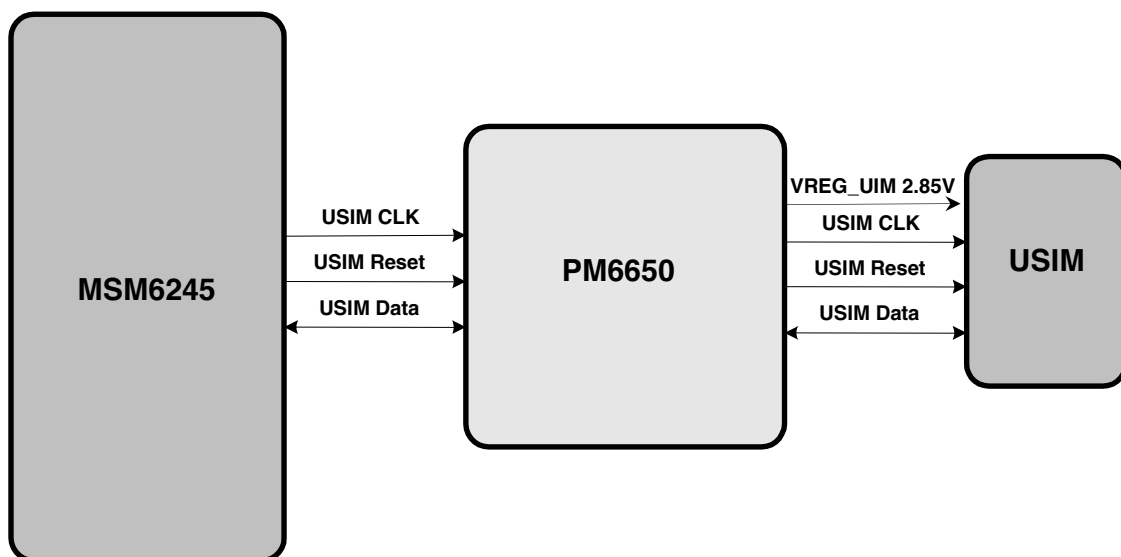 MSM6245
USIM CLK
USIM Reset
USIM Data
PM6650
VREG_UIM 2.85V
USIM CLK
USIM Reset
USIM Data
USIM